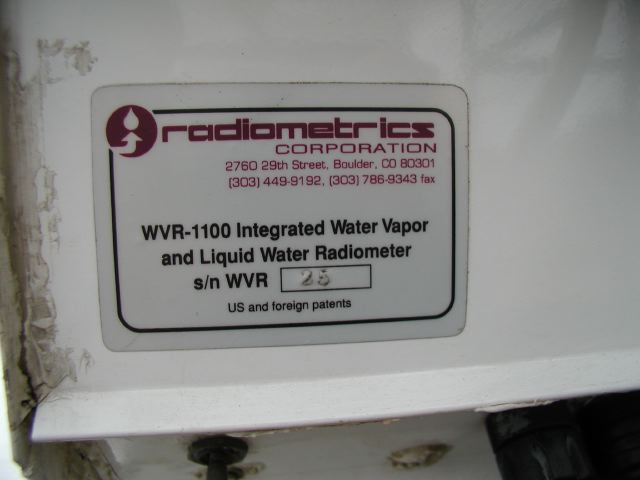 radiometrics
CORPORATION
2760 29th Street, Boulder, CO 80301
(303) 449-9192, (303) 786-9343 fax
WVR-1100 Integrated Water Vapor
and Liquid Water Radiometer
s/n WVR 25
US and foreign patents